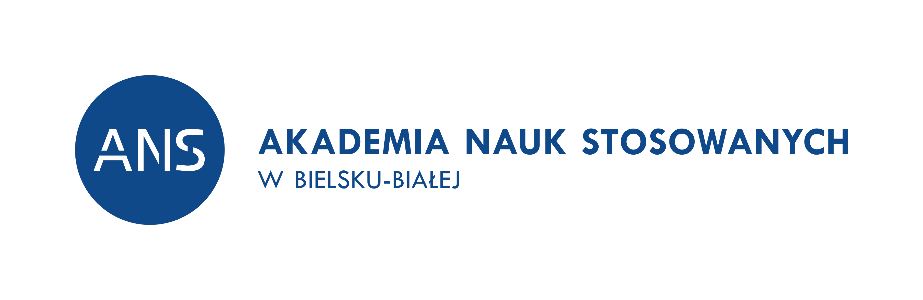 ANS
AKADEMIA NAUK STOSOWANYCH
W BIELSKU-BIAŁEJ